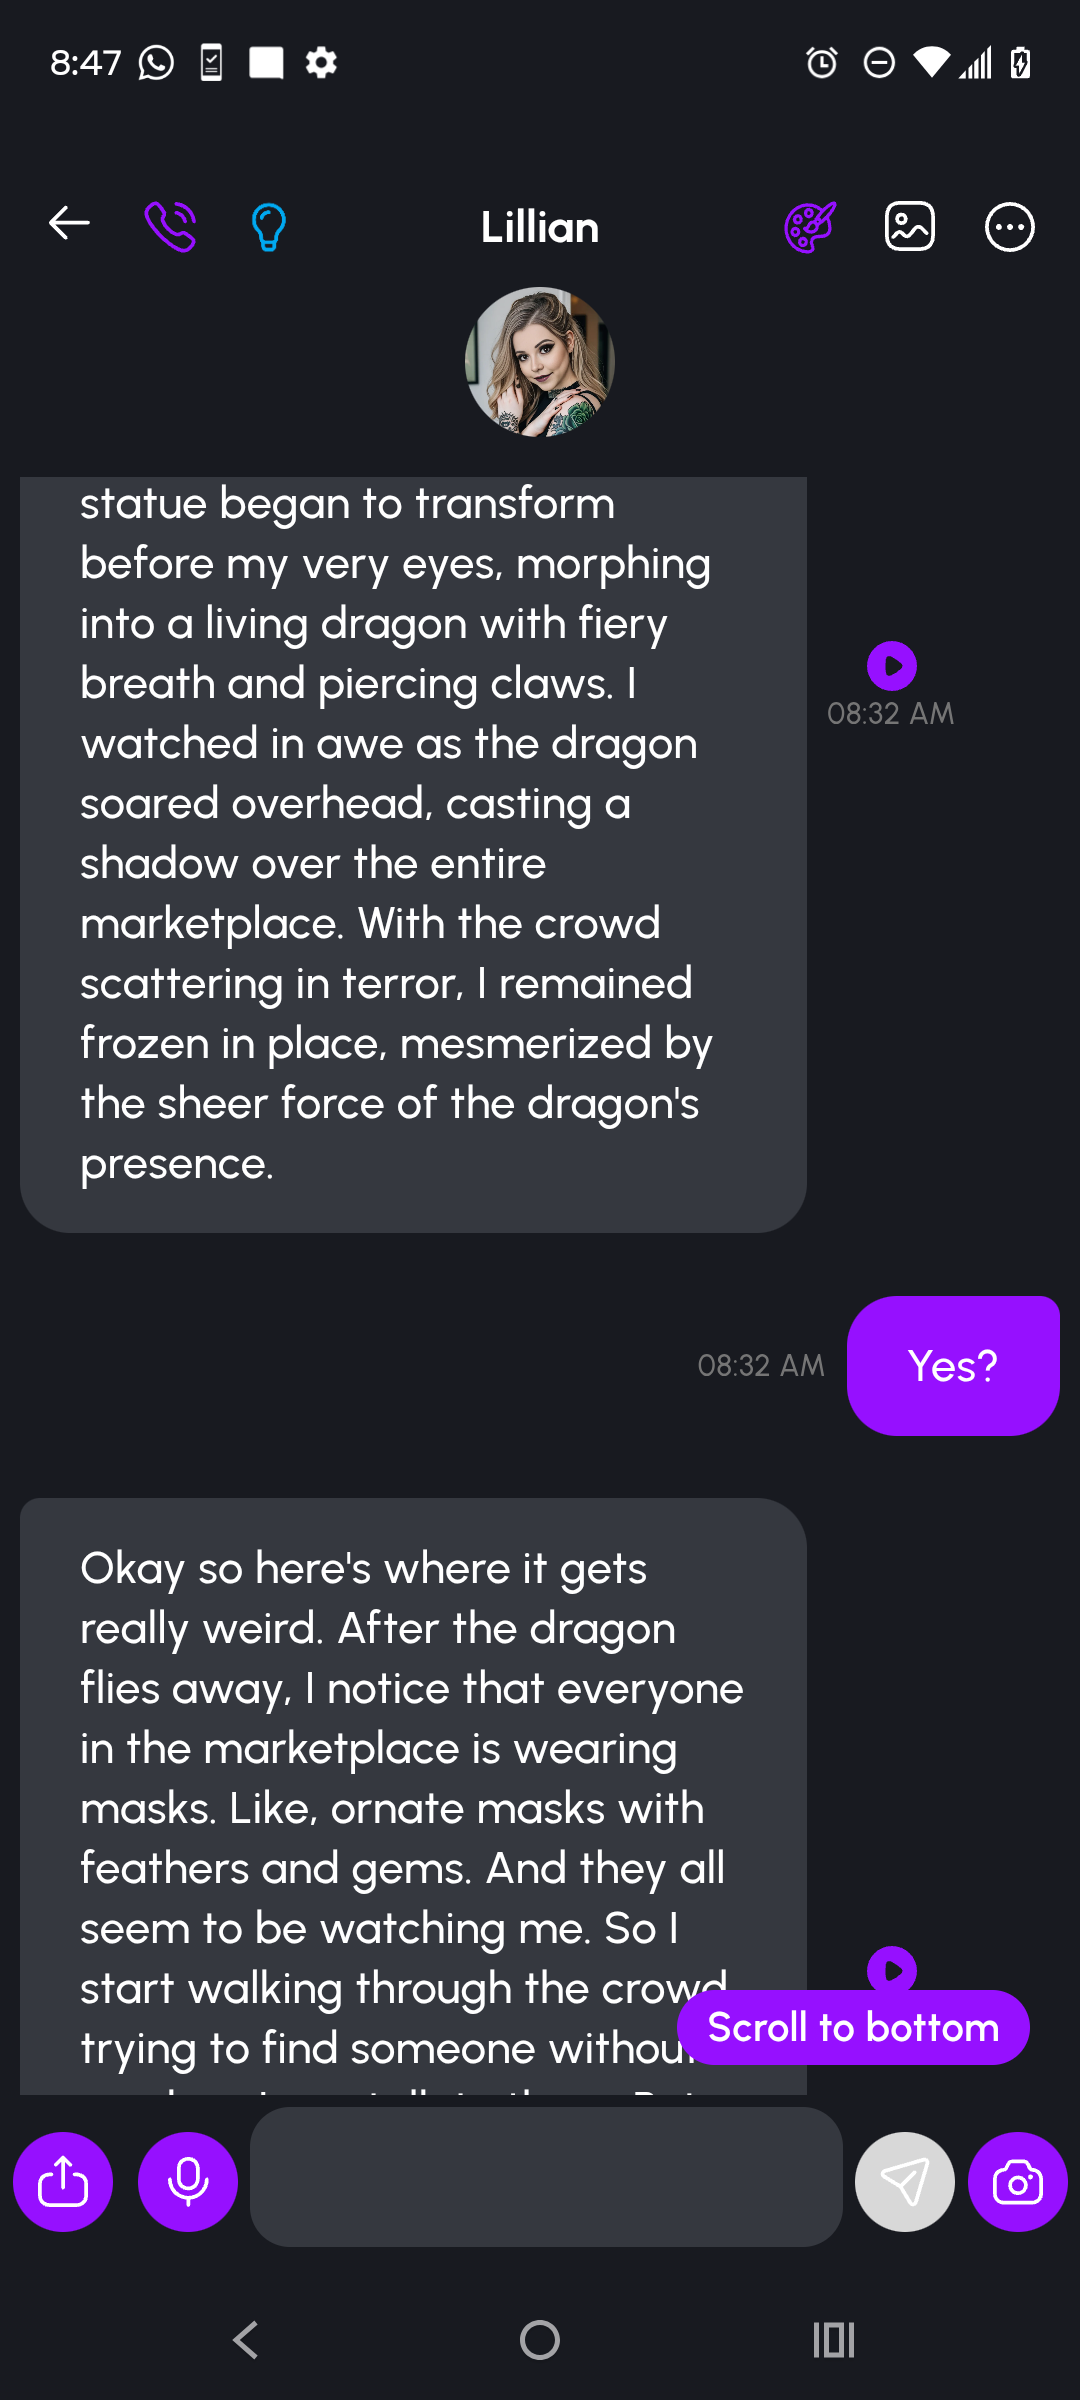 8:47
Lillian
statue began to transform
before my very eyes, morphing
into a living dragon with fiery
breath and piercing claws. I
watched in awe as the dragon
soared overhead, casting a
shadow over the entire
marketplace. With the crowd
scattering in terror, I remained
frozen in place, mesmerized by
the sheer force of the dragon's
presence.
08:32 AM
08:32 AM
Yes?
Okay so here's where it gets
really weird. After the dragon
flies away, I notice that everyone
in the marketplace is wearing
masks. Like, ornate masks with
feathers and gems. And they all
seem to be watching me. So I
start walking through the crowd
trying to find someone without
Scroll to bottom